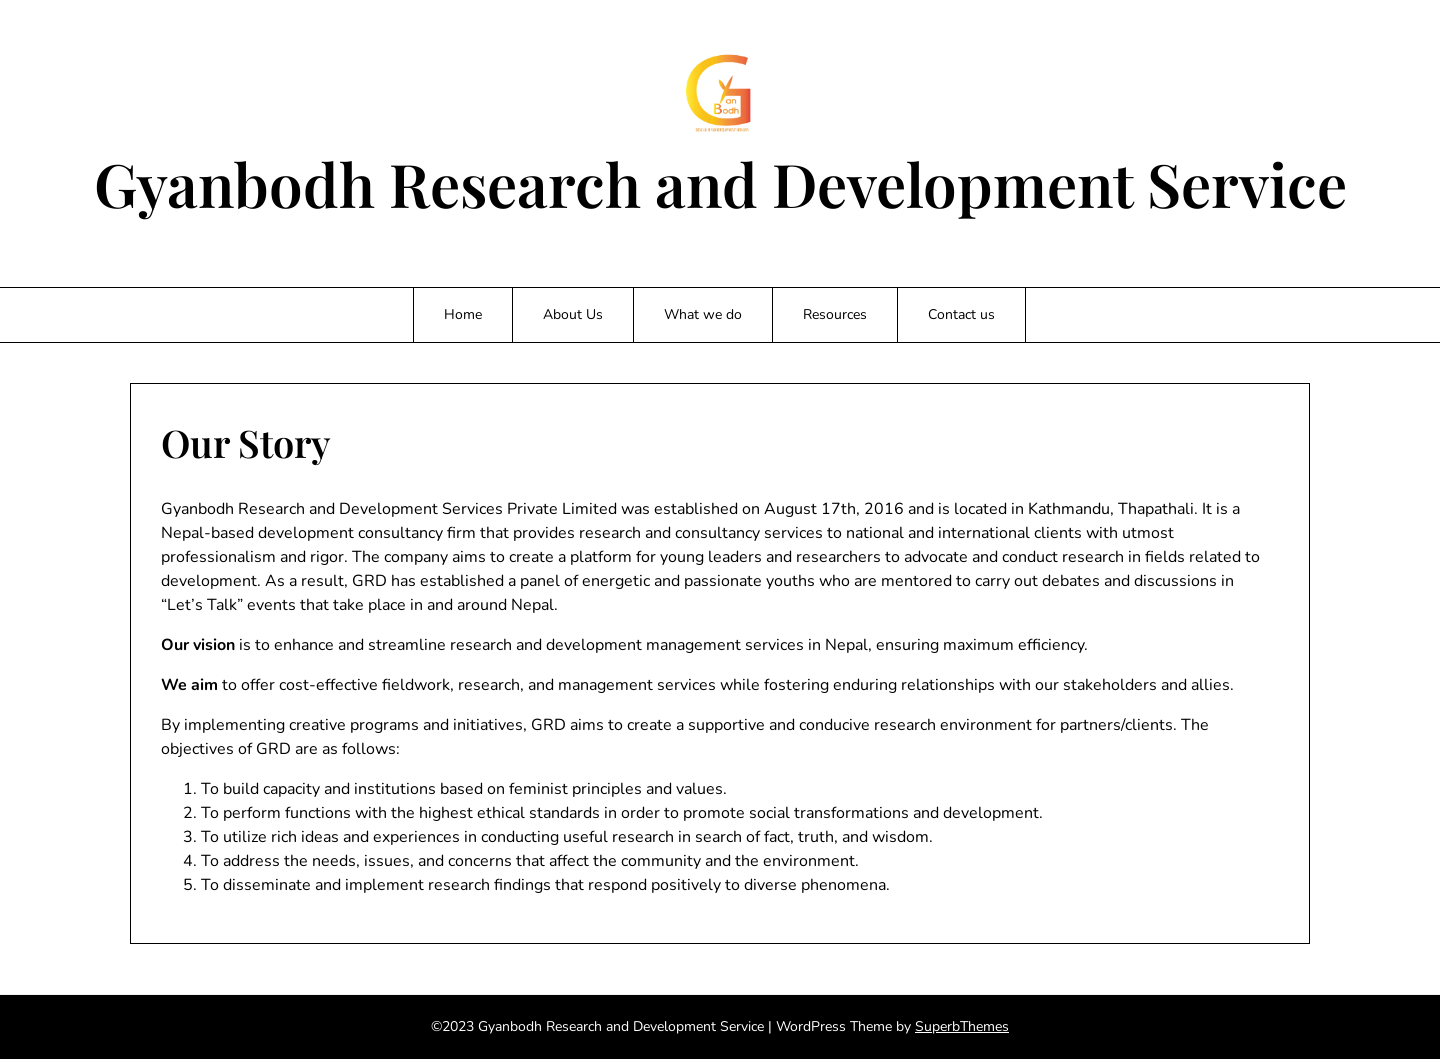 an
Bodh
Gyanbodh Research and Development Service
Home
About Us
What we do
Resources
Contact us
Our Story
Gyanbodh Research and Development Services Private Limited was established on August 17th, 2016 and is located in Kathmandu, Thapathali. It is a
Nepal-based development consultancy firm that provides research and consultancy services to national and international clients with utmost
professionalism and rigor. The company aims to create a platform for young leaders and researchers to advocate and conduct research in fields related to
development. As a result, GRD has established a panel of energetic and passionate youths who are mentored to carry out debates and discussions in
“Let’s Talk” events that take place in and around Nepal.
Our vision is to enhance and streamline research and development management services in Nepal, ensuring maximum efficiency.
We aim to offer cost-effective fieldwork, research, and management services while fostering enduring relationships with our stakeholders and allies.
By implementing creative programs and initiatives, GRD aims to create a supportive and conducive research environment for partners/clients. The
objectives of GRD are as follows:
1. To build capacity and institutions based on feminist principles and values.
2. To perform functions with the highest ethical standards in order to promote social transformations and development.
3. To utilize rich ideas and experiences in conducting useful research in search of fact, truth, and wisdom.
4. To address the needs, issues, and concerns that affect the community and the environment.
5. To disseminate and implement research findings that respond positively to diverse phenomena.
©2023 Gyanbodh Research and Development Service | WordPress Theme by SuperbThemes